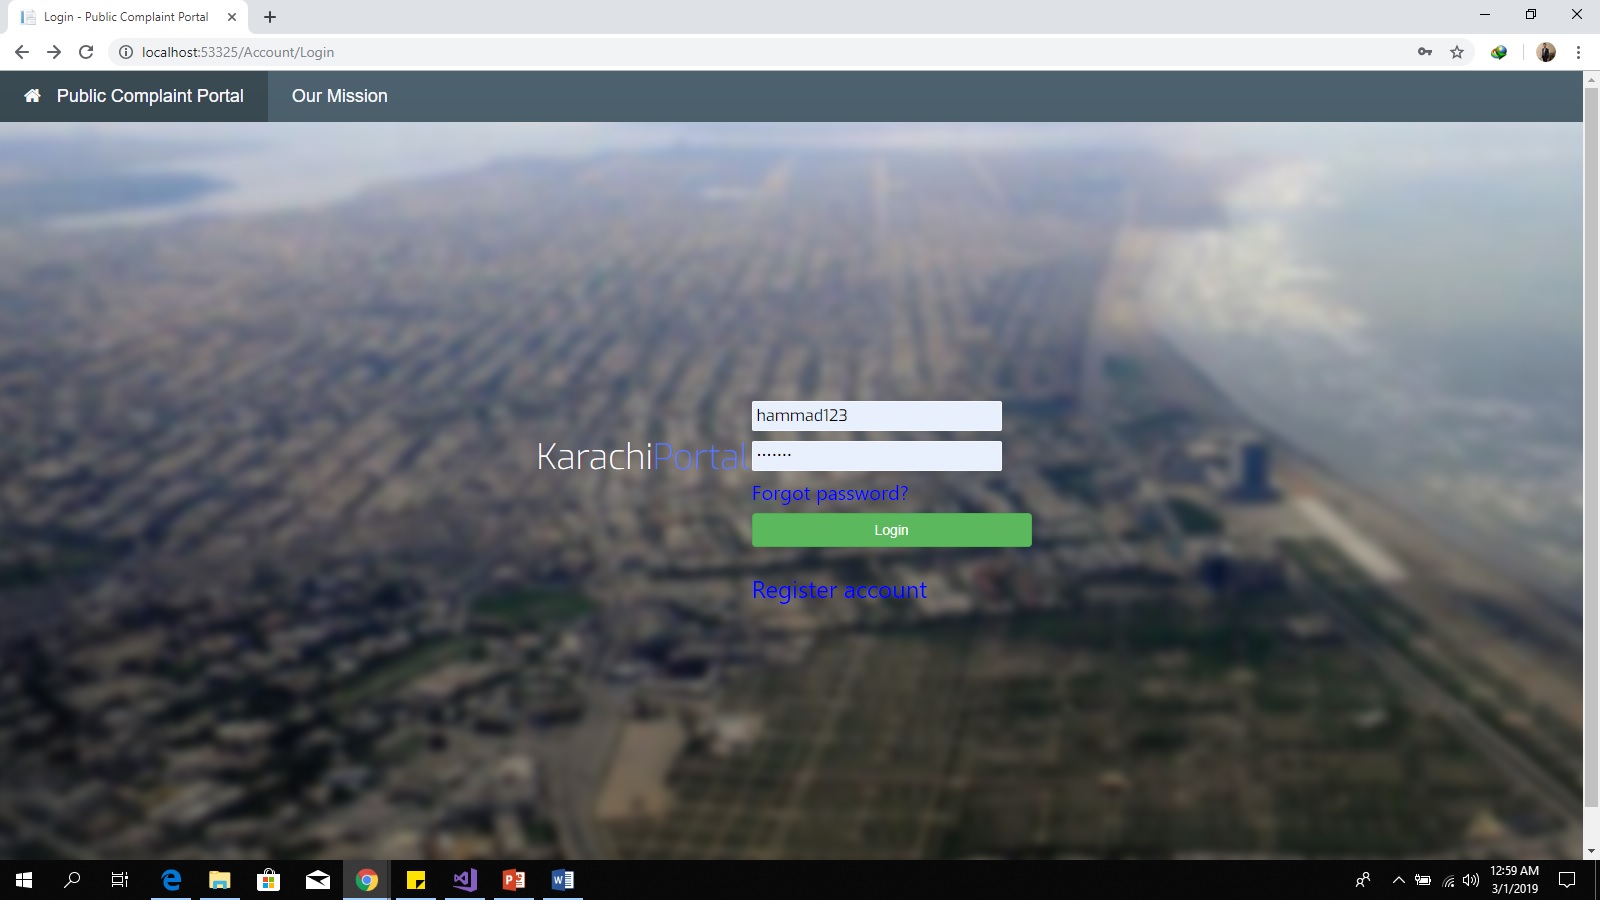 Login - Public Complaint Portal
localhost:53325/Account/Login
Public Complaint Portal
Our Mission
hammad123
KarachiPortal
•••••••
Forgot password?
Login
Register account
12:59 AM
3/1/2019